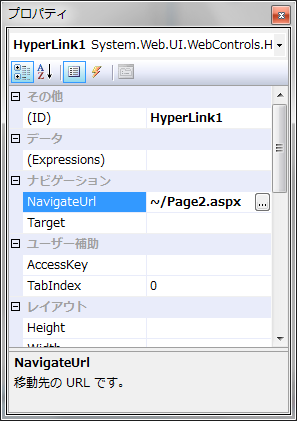 プロパティ
HyperLink1 System.Web.UI.WebControls.H
その他
(ID) HyperLink1
データ
(Expressions)
ナビゲーション
NavigateUrl ~/Page2.aspx ...
Target
ユーザー補助
AccessKey
TabIndex 0
レイアウト
Height
Width
NavigateUrl
移動先の URL です。